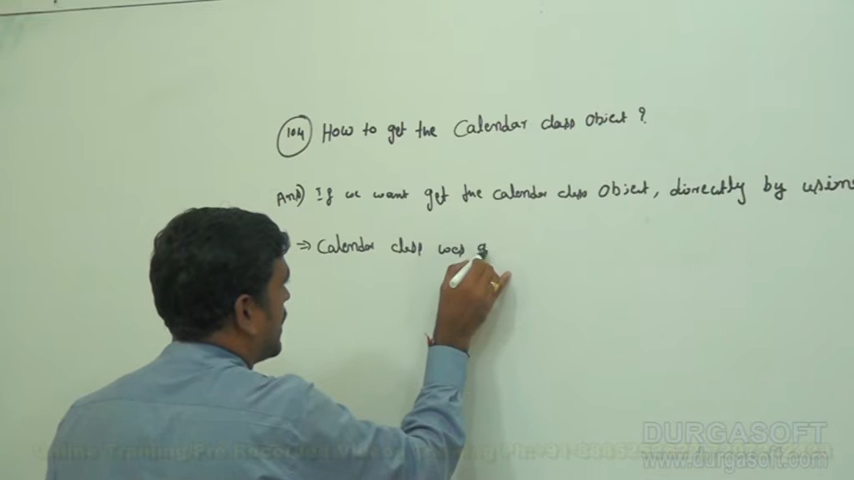 104 How to get the Calendar class Object ?
Ans) If we want get the calendar class Object, directly by using
⇒ Calendar class was g
DURGASOFT
www.durgasoft.com